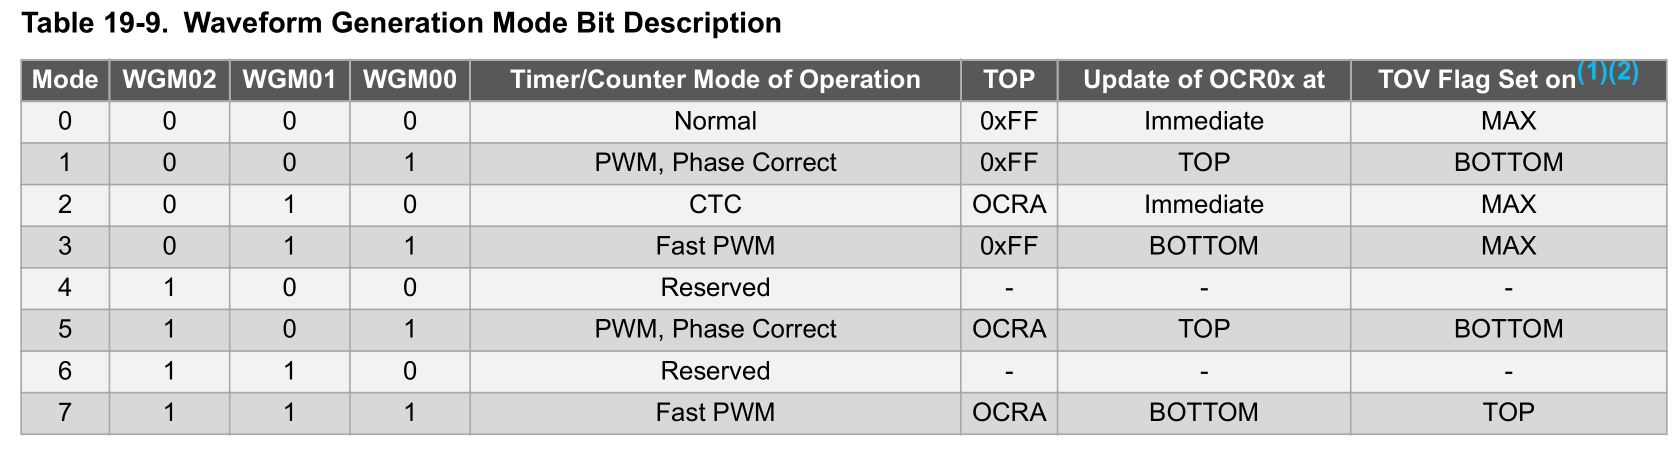 Table 19-9. Waveform Generation Mode Bit Description
Mode WGM02 WGM01 WGM00 Timer/Counter Mode of Operation TOP Update of OCR0x at TOV Flag Set on(1)(2)
0 0 0 0 Normal 0xFF Immediate MAX
1 0 0 1 PWM, Phase Correct 0xFF TOP BOTTOM
2 0 1 0 CTC OCRA Immediate MAX
3 0 1 1 Fast PWM 0xFF BOTTOM MAX
4 1 0 0 Reserved - - -
5 1 0 1 PWM, Phase Correct OCRA TOP BOTTOM
6 1 1 0 Reserved - - -
7 1 1 1 Fast PWM OCRA BOTTOM TOP